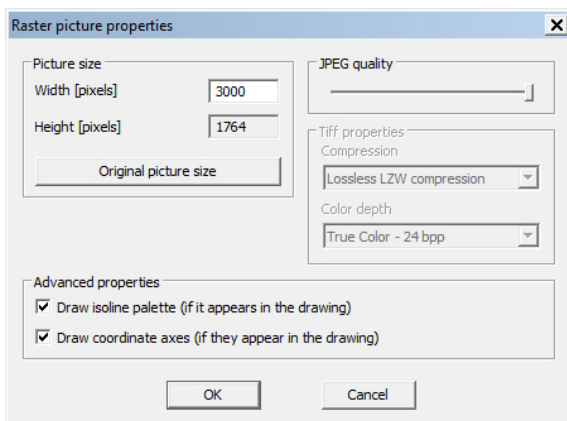 Raster picture properties
Picture size
Width [pixels]
3000
Height [pixels]
1764
Original picture size
JPEG quality
Tiff properties
Compression
Lossless LZW compression
Color depth
True Color - 24 bpp
Advanced properties
Draw isoline palette (if it appears in the drawing)
Draw coordinate axes (if they appear in the drawing)
OK
Cancel